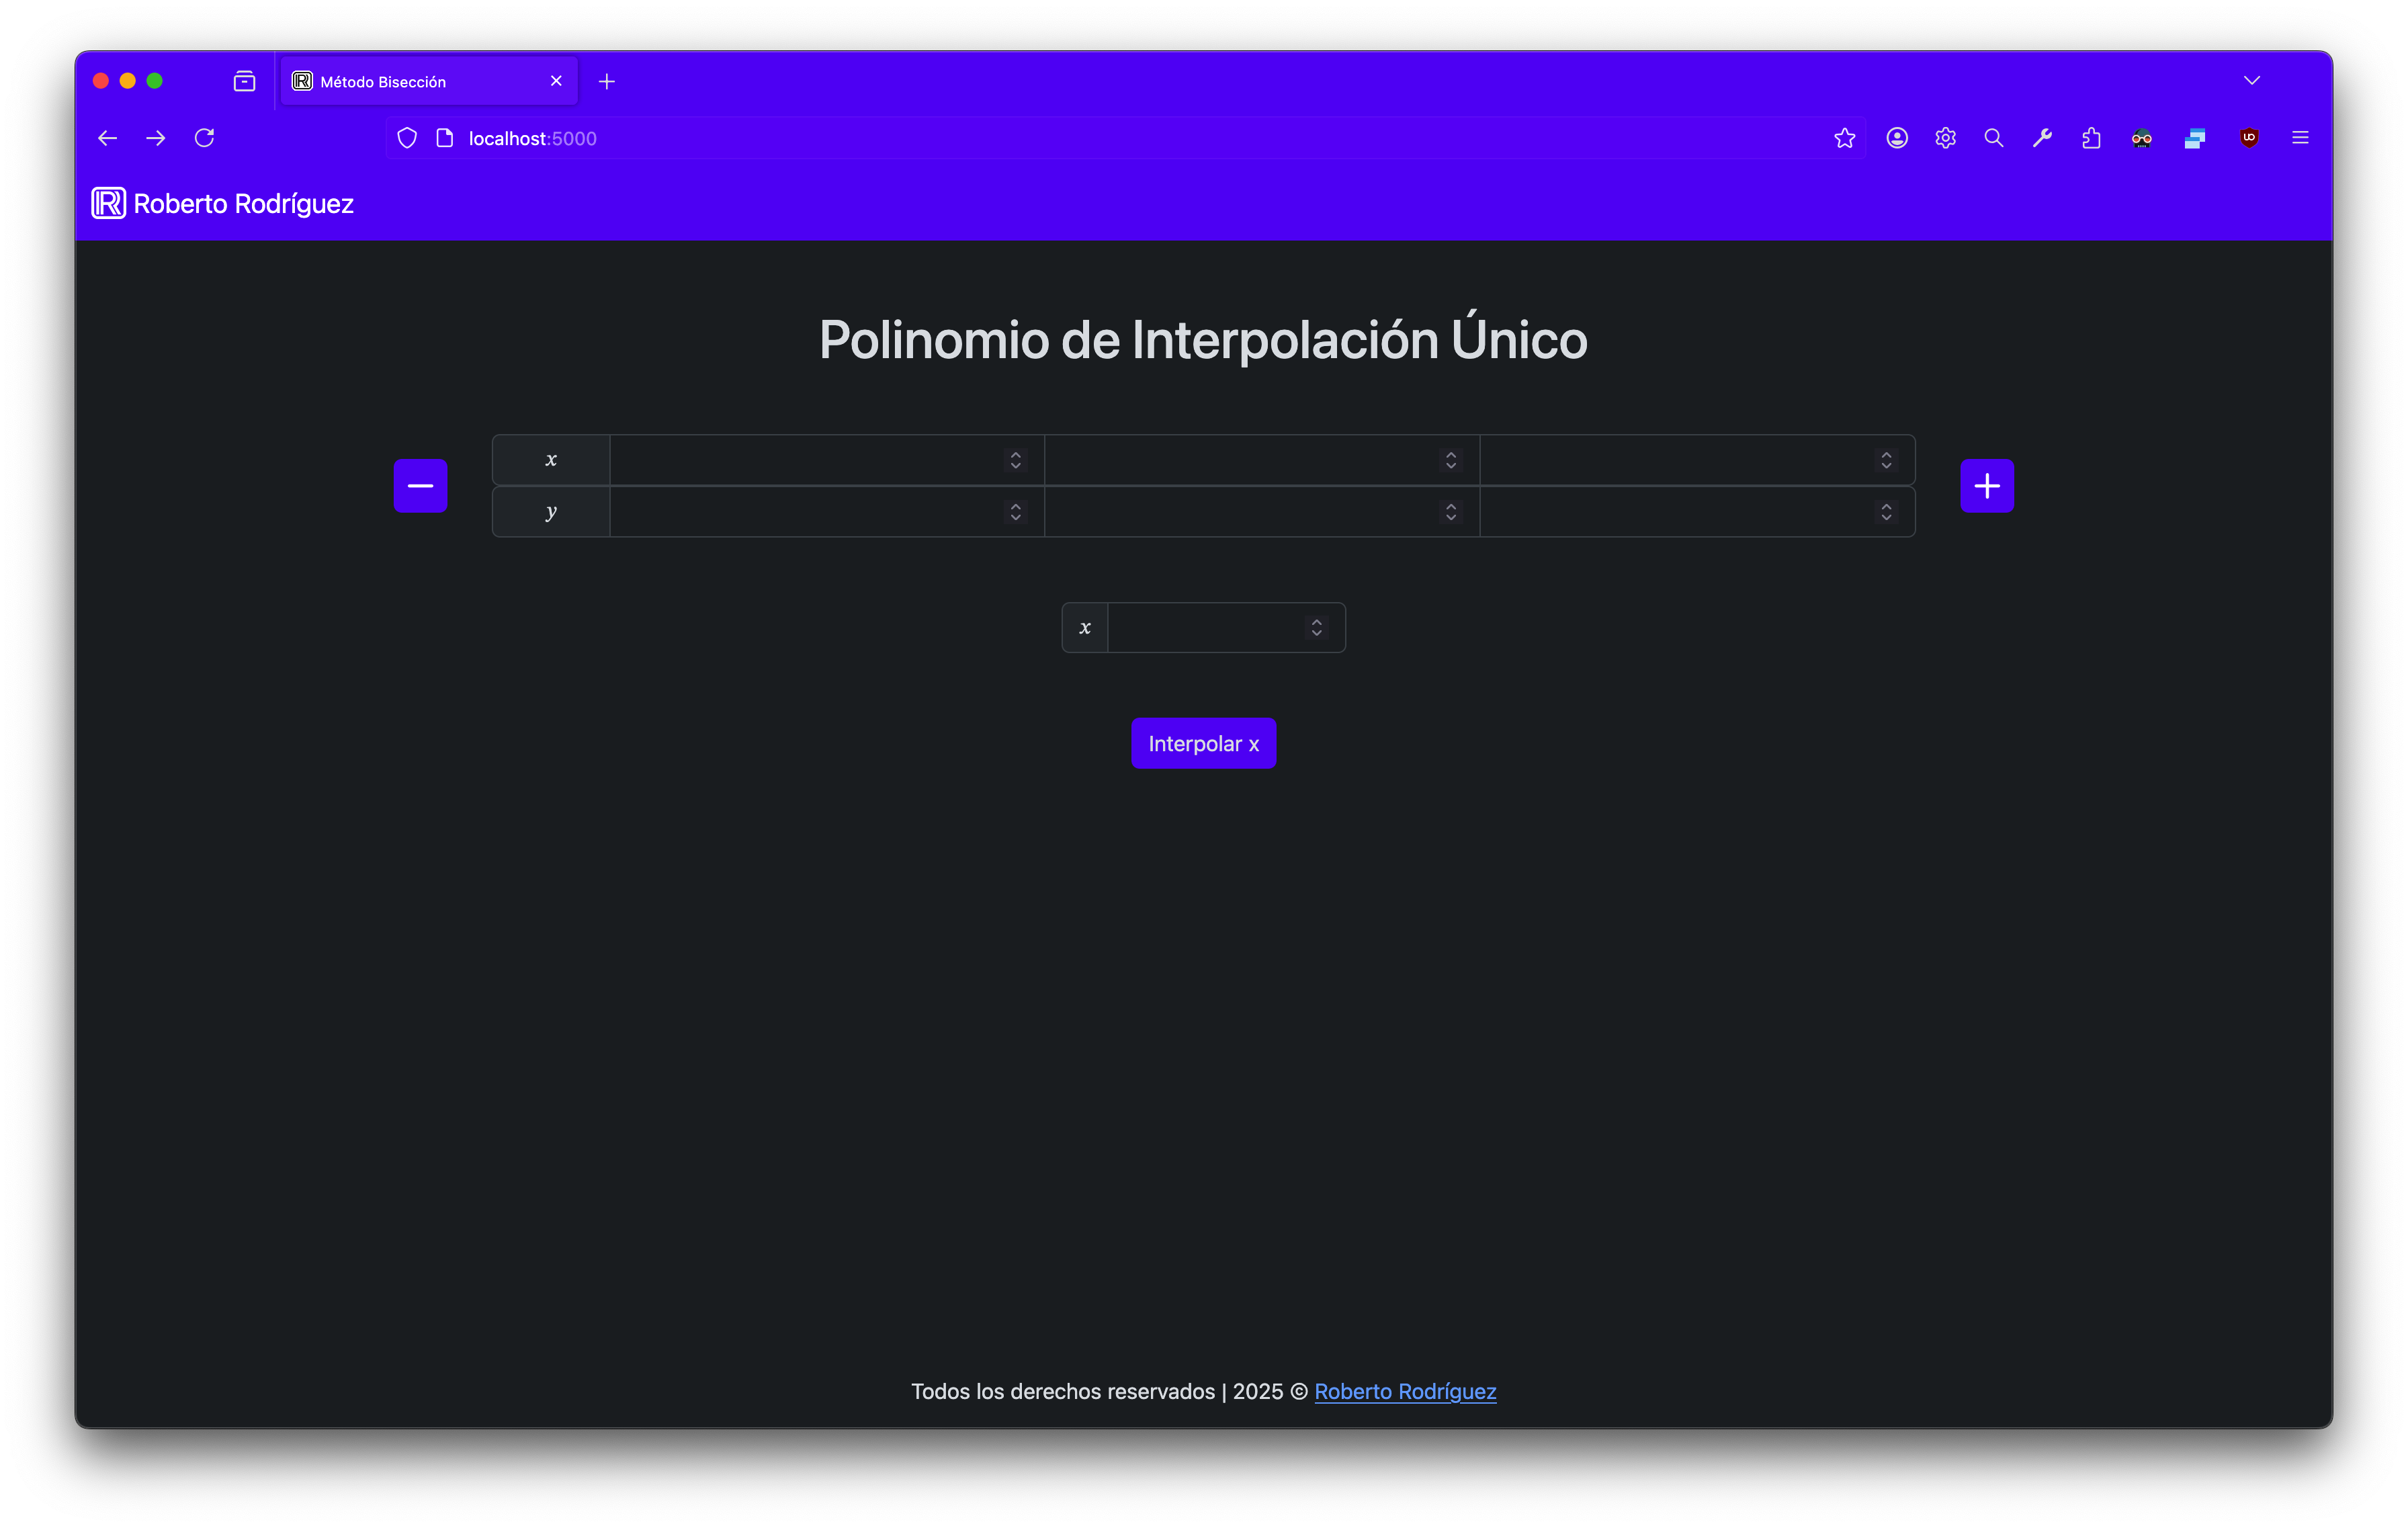 Método Bisección
localhost:5000
Roberto Rodríguez
Polinomio de Interpolación Único
x
y
x
Interpolar x
Todos los derechos reservados | 2025 © Roberto Rodríguez